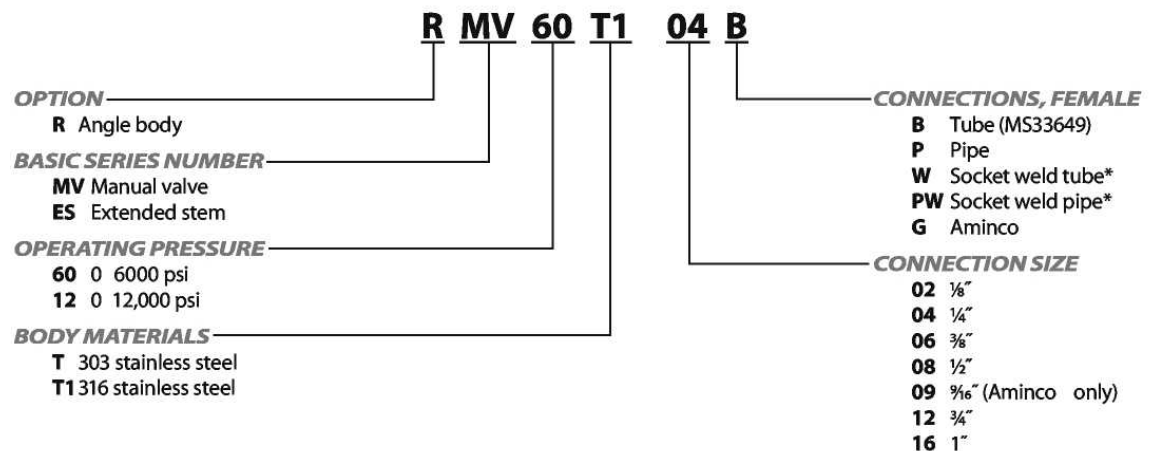 R MV 60 T1 04 B
OPTION
R Angle body
BASIC SERIES NUMBER
MV Manual valve
ES Extended stem
OPERATING PRESSURE
60 0 6000 psi
12 0 12,000 psi
BODY MATERIALS
T 303 stainless steel
T1 316 stainless steel
CONNECTIONS, FEMALE
B Tube (MS33649)
P Pipe
W Socket weld tube*
PW Socket weld pipe*
G Aminco
CONNECTION SIZE
02 ⅛″
04 ¼″
06 ⅜″
08 ½″
09 9/16″ (Aminco only)
12 ¾″
16 1″